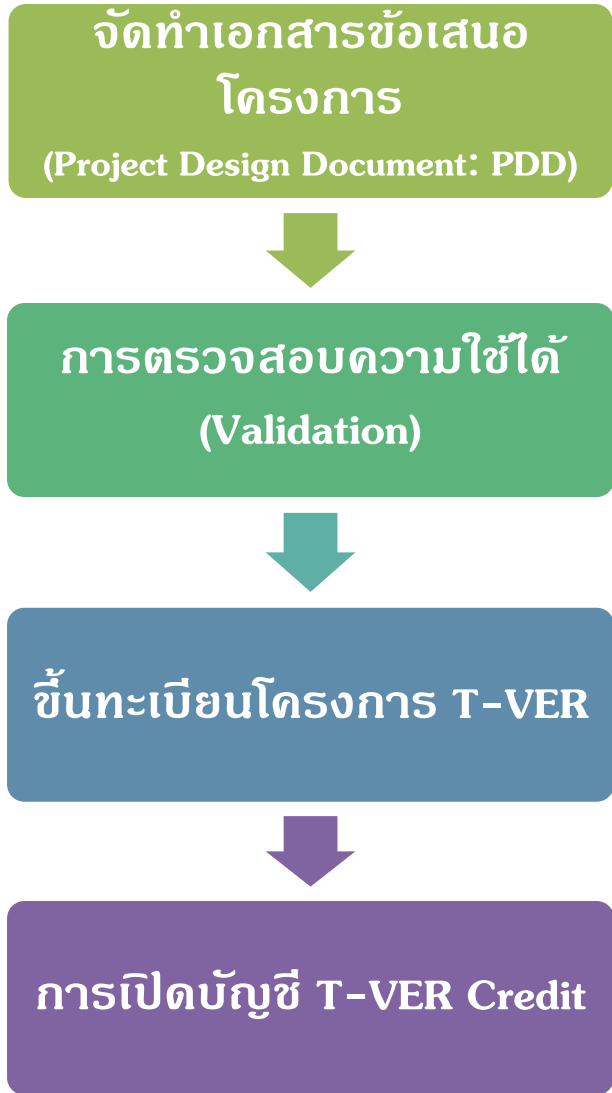 จัดทำเอกสารข้อเสนอ
โครงการ
(Project Design Document: PDD)
การตรวจสอบความใช้ได้
(Validation)
ขึ้นทะเบียนโครงการ T-VER
การเปิดบัญชี T-VER Credit